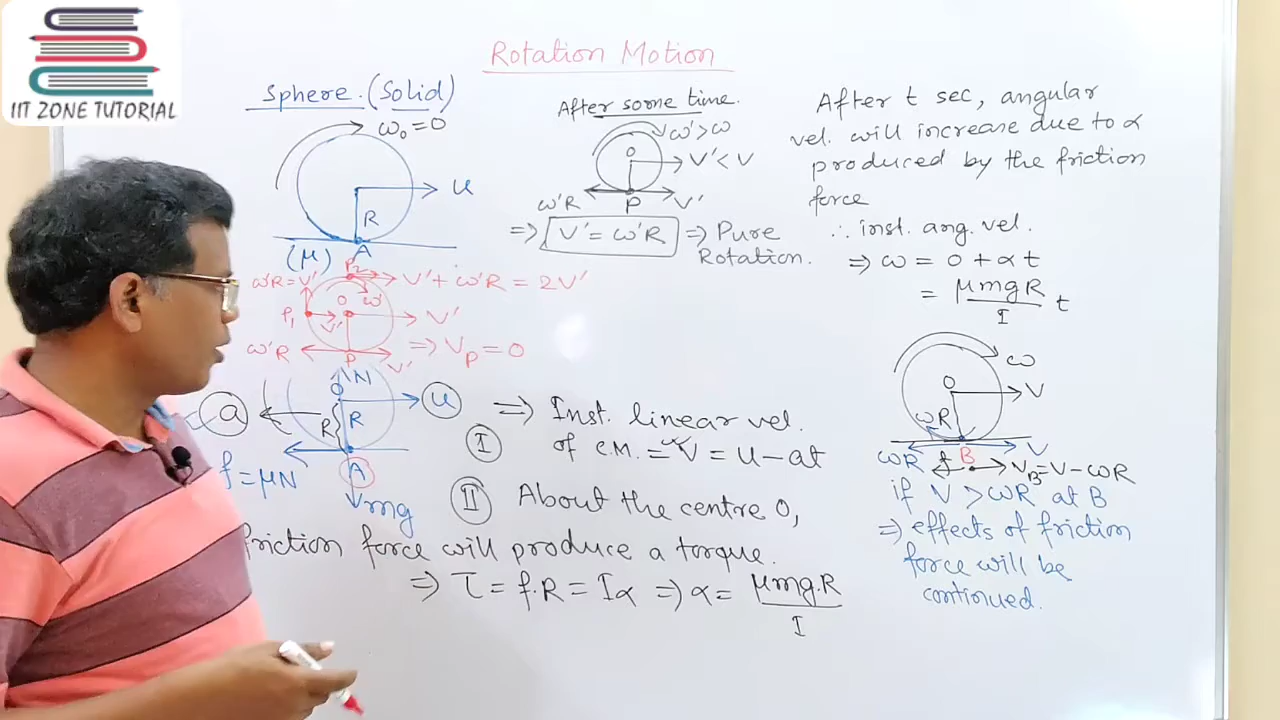 IIT ZONE TUTORIAL
Rotation Motion
Sphere. (Solid)
ω₀ = 0
u
R
A
(μ)
ω'R = V'
P₂
V' + ω'R = 2V'
O
ω'
P₁
V'
V'
ω'R
P
V'
⇒ Vp = 0
N
O
a
u
R
R
A
f = μN
mg
After some time.
ω' > ω
O
V' < V
ω'R
P
V'
⇒ V' = ω'R ⇒ Pure
Rotation.
⇒ Inst. linear vel.
I
of c.m. = V = u - at
II About the centre O,
friction force will produce a torque.
⇒ τ = f.R = Iα ⇒ α = μmg.R / I
After t sec, angular
vel. will increase due to α
produced by the friction
force
∴ inst. ang. vel.
⇒ ω = 0 + αt
= μmgR / I t
ω
O
V
ωR
V
ωR
f
B
V_B = V - ωR
if V > ωR at B
⇒ effects of friction
force will be
continued.